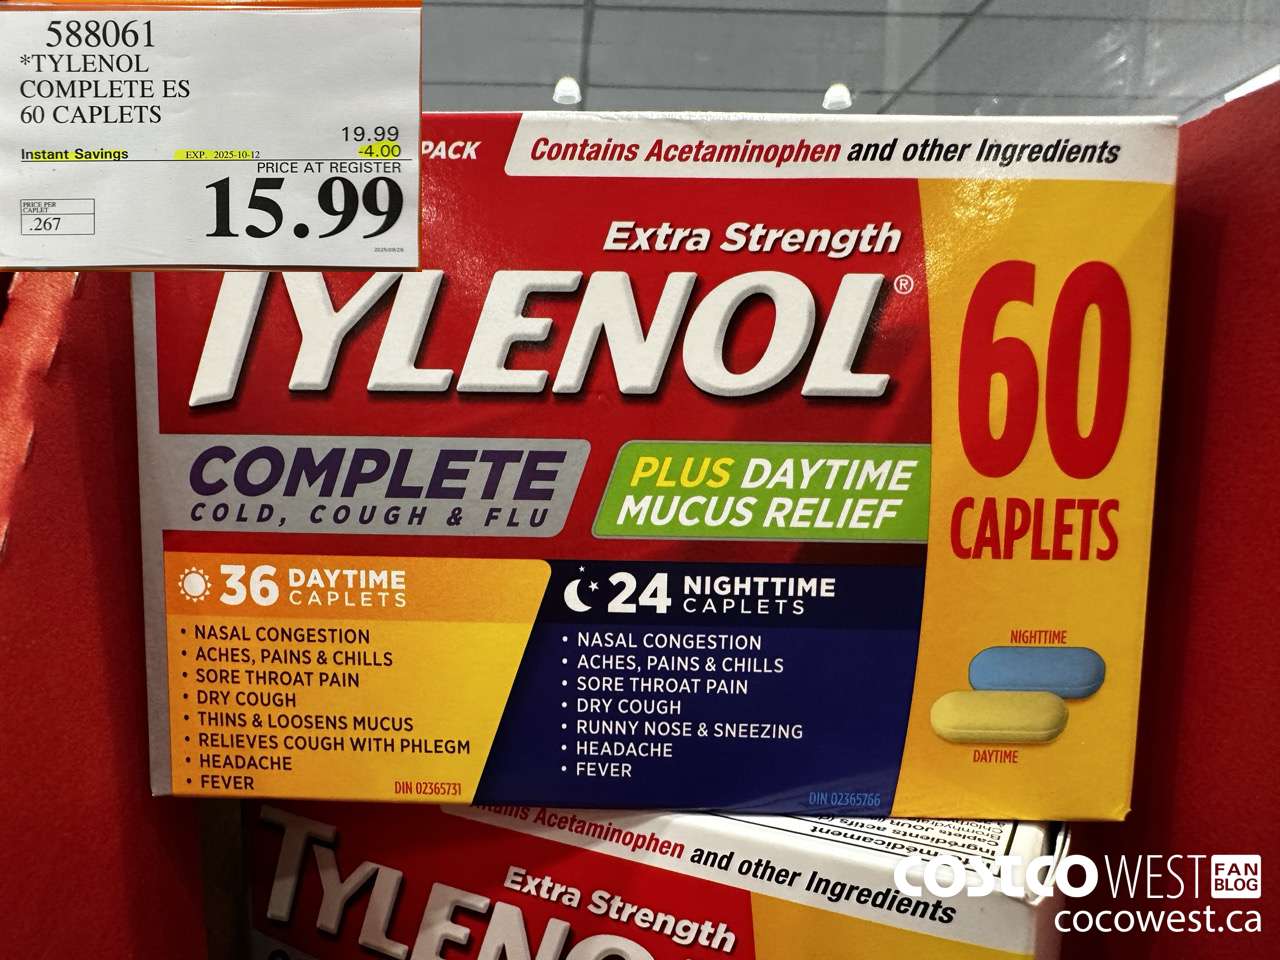 588061
*TYLENOL
COMPLETE ES
60 CAPLETS
19.99
Instant Savings EXP. 2025-10-12 -4.00
PRICE AT REGISTER
15.99
PRICE PER
CAPLET
.267
2025/09/26
PACK
Contains Acetaminophen and other Ingredients
Extra Strength
TYLENOL®
60
CAPLETS
COMPLETE
COLD, COUGH & FLU
PLUS DAYTIME
MUCUS RELIEF
36 DAYTIME
CAPLETS
• NASAL CONGESTION
• ACHES, PAINS & CHILLS
• SORE THROAT PAIN
• DRY COUGH
• THINS & LOOSENS MUCUS
• RELIEVES COUGH WITH PHLEGM
• HEADACHE
• FEVER
DIN 02365731
24 NIGHTTIME
CAPLETS
• NASAL CONGESTION
• ACHES, PAINS & CHILLS
• SORE THROAT PAIN
• DRY COUGH
• RUNNY NOSE & SNEEZING
• HEADACHE
• FEVER
DIN 02365766
NIGHTTIME
DAYTIME
Acetaminophen and other Ingredients
Extra Strength
TYLENO
COSTCO WEST FAN
BLOG
cocowest.ca